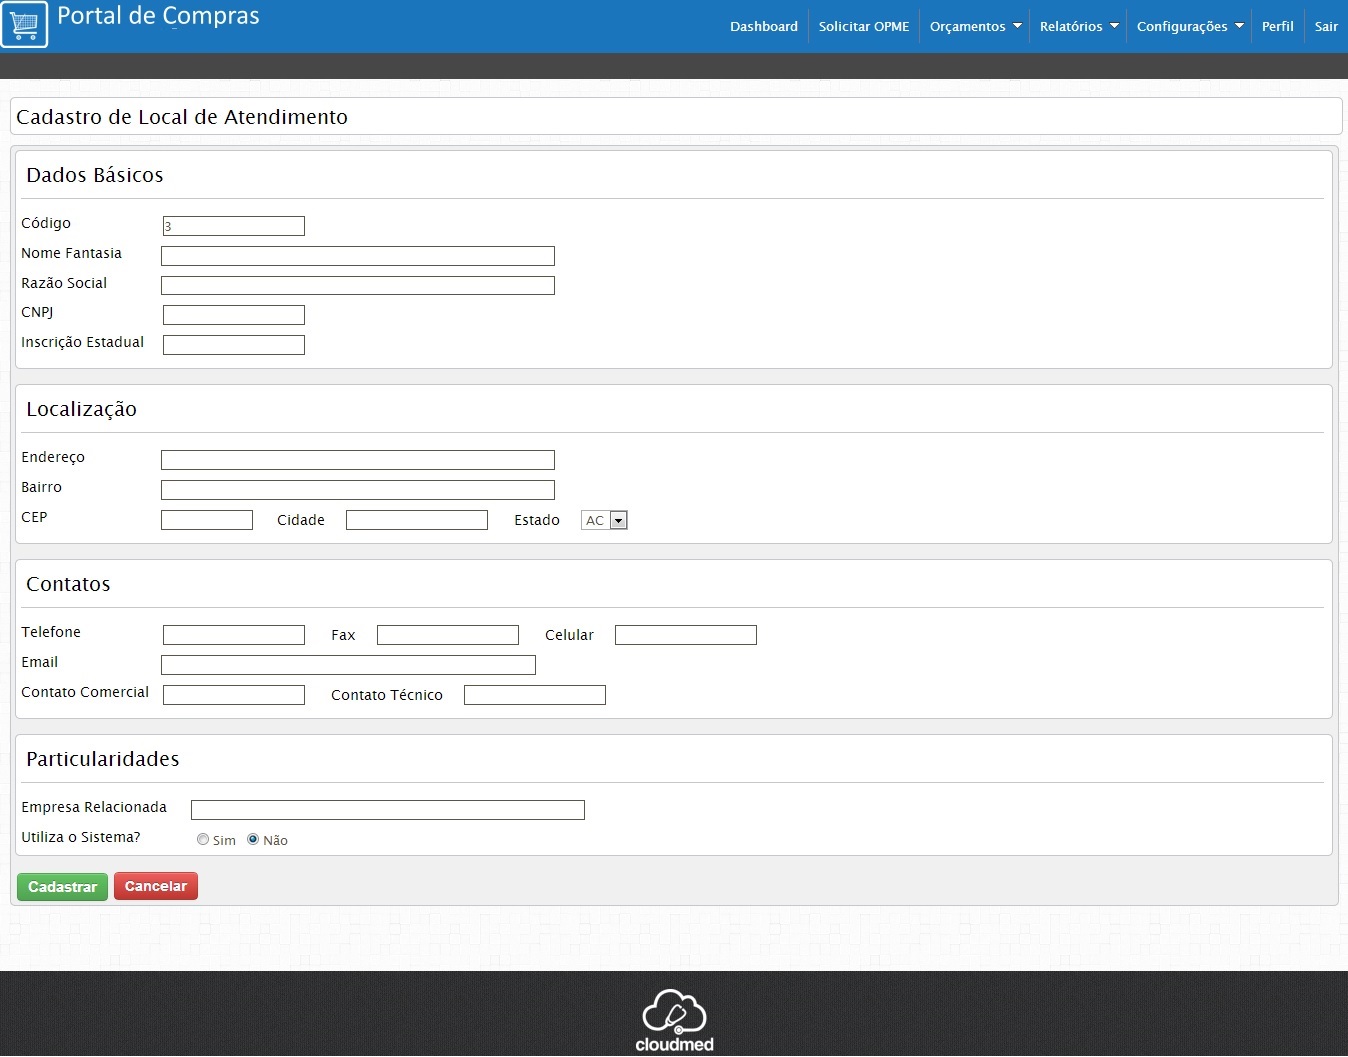 Portal de Compras
Dashboard Solicitar OPME Orçamentos Relatórios Configurações Perfil Sair
Cadastro de Local de Atendimento
Dados Básicos
Código 3
Nome Fantasia
Razão Social
CNPJ
Inscrição Estadual
Localização
Endereço
Bairro
CEP Cidade Estado AC
Contatos
Telefone Fax Celular
Email
Contato Comercial Contato Técnico
Particularidades
Empresa Relacionada
Utiliza o Sistema? Sim Não
Cadastrar Cancelar
cloudmed